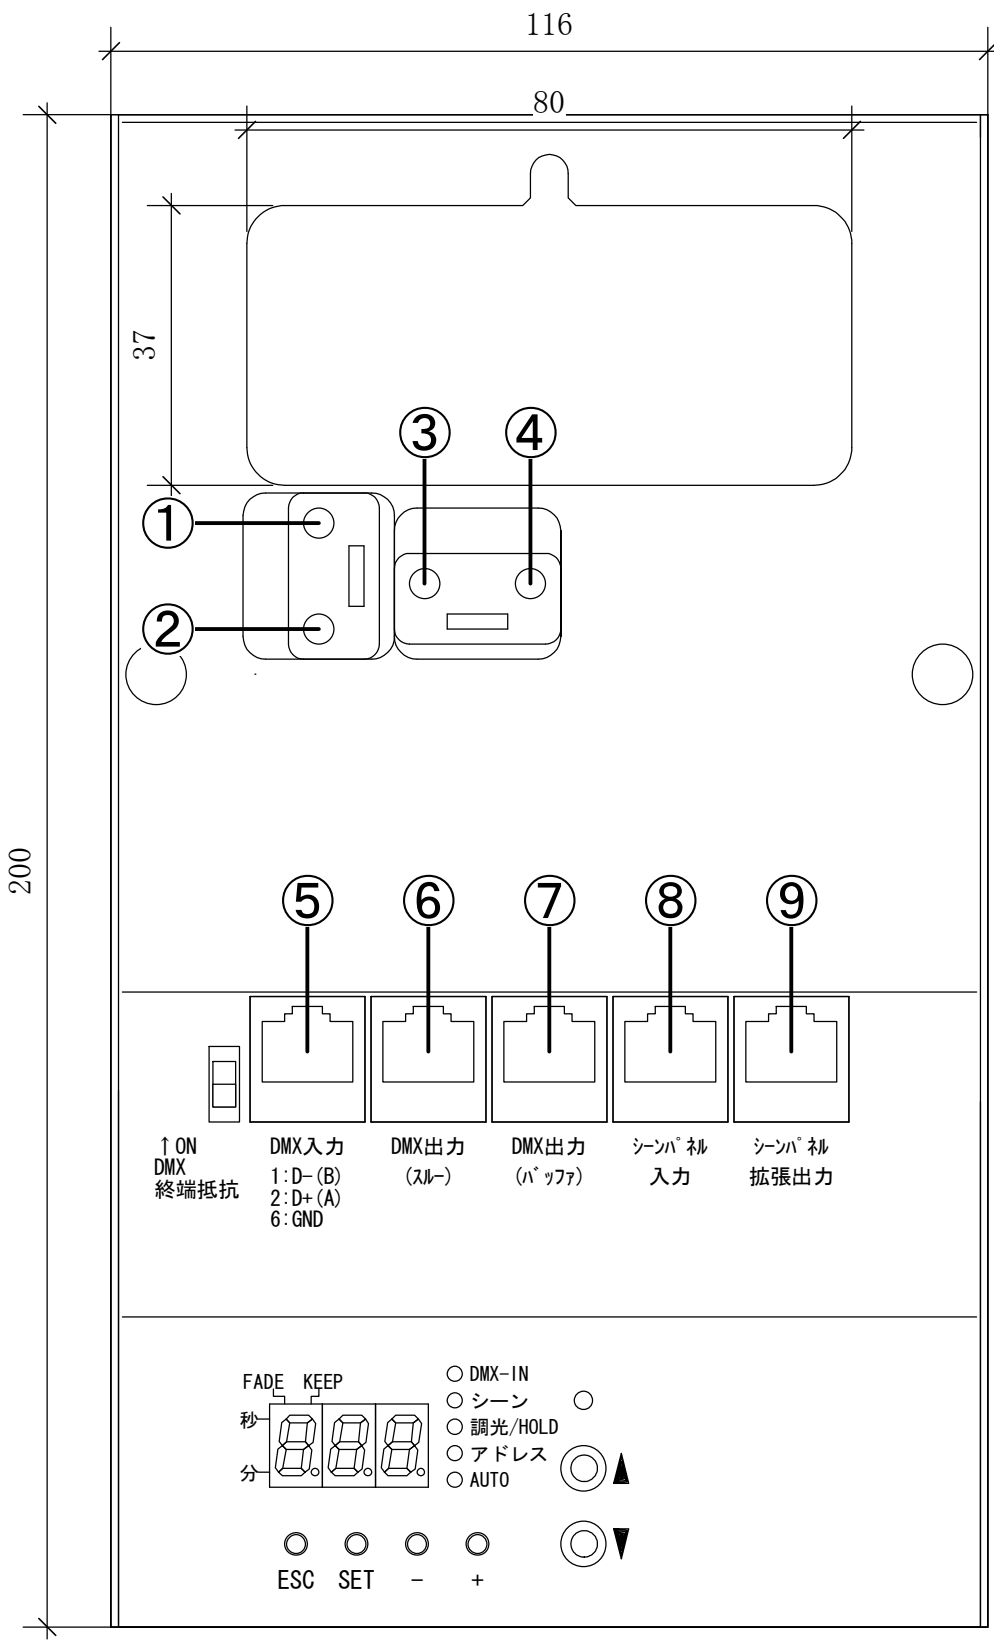 116
80
37
③ ④
①
②
200
⑤ ⑥ ⑦ ⑧ ⑨
↑ON
DMX
終端抵抗
DMX入力
1:D-(B)
2:D+(A)
6:GND
DMX出力
(スルー)
DMX出力
(バッファ)
シーンパネル
入力
シーンパネル
拡張出力
FADE KEEP
秒
分
8.8.8.
DMX-IN
シーン
調光/HOLD
アドレス
AUTO
▲
▼
ESC SET - +